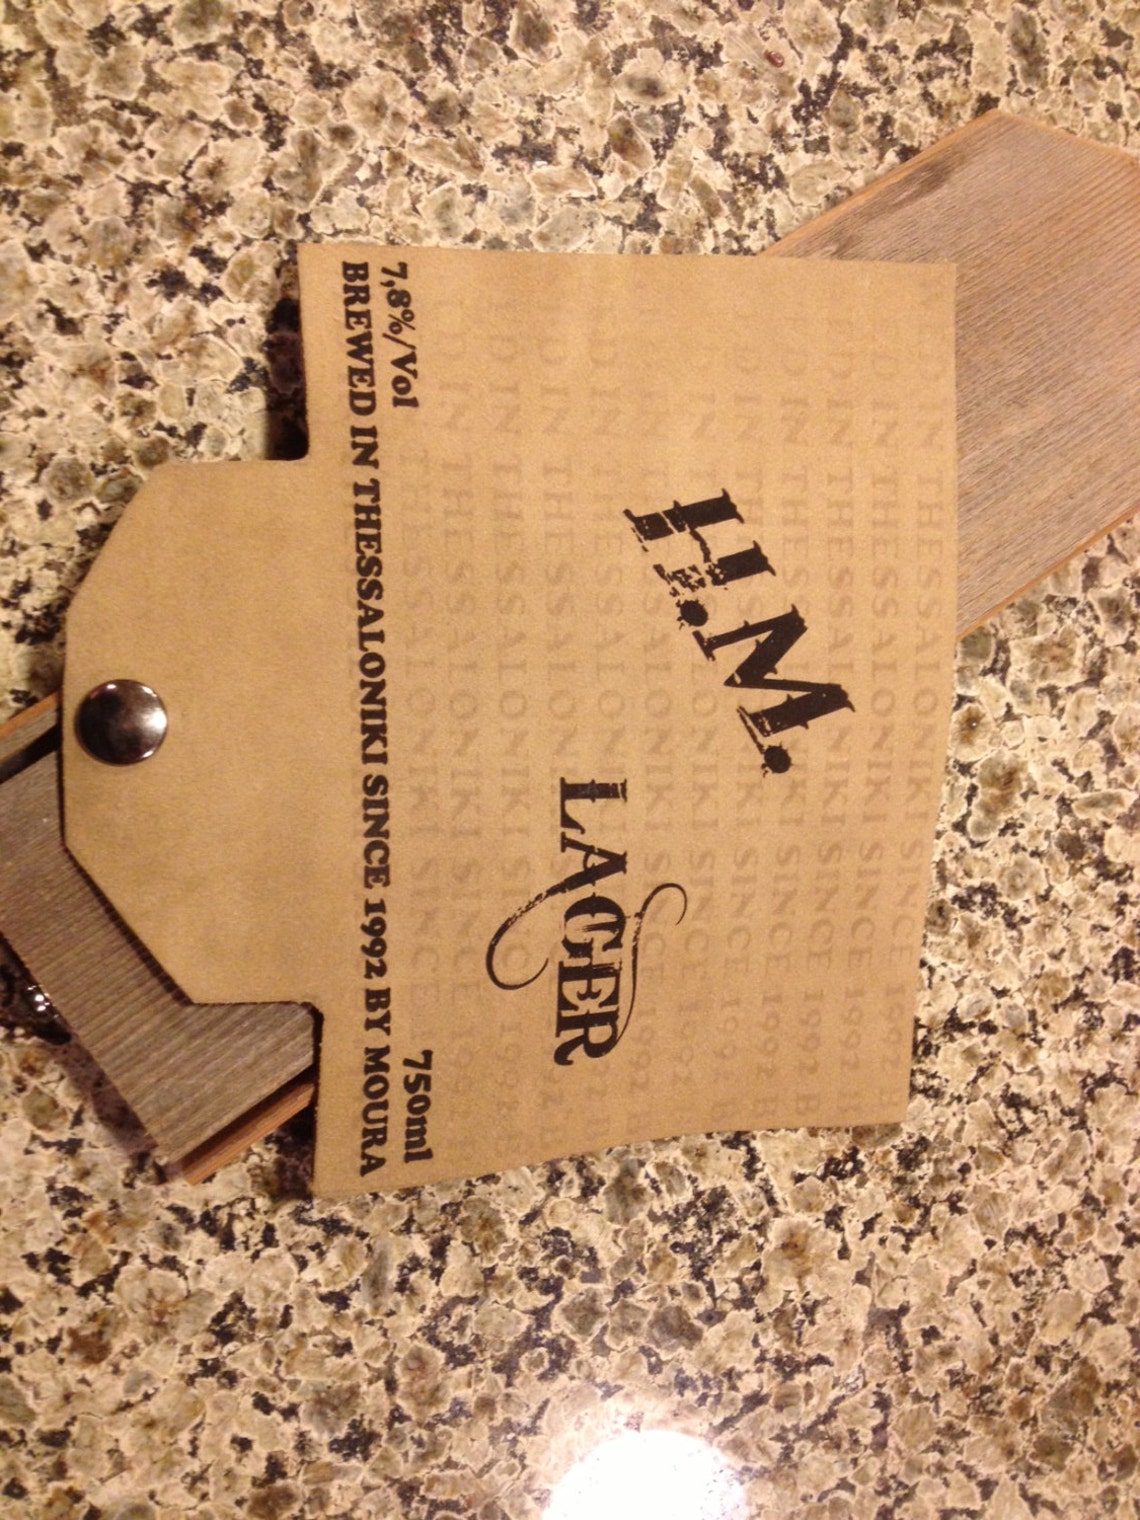 H.M.
LAGER
7,8%/Vol
750ml
BREWED IN THESSALONIKI SINCE 1992 BY MOURA